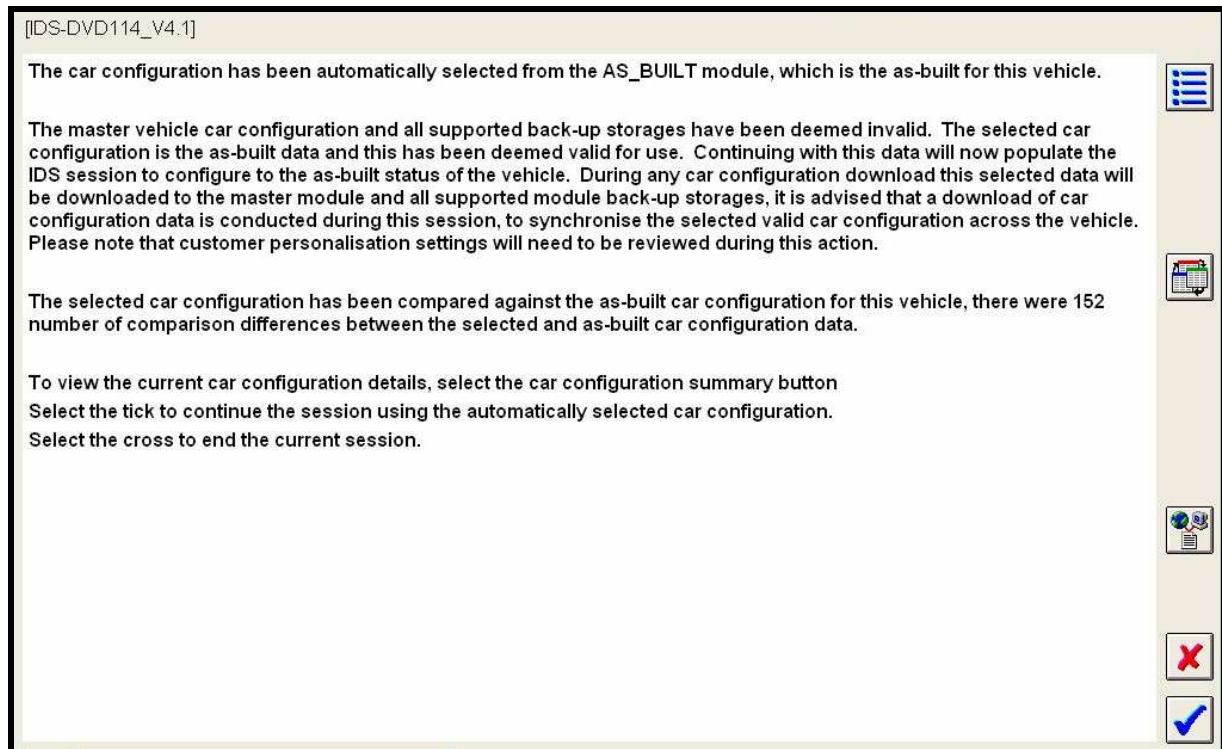 [IDS-DVD114_V4.1]
The car configuration has been automatically selected from the AS_BUILT module, which is the as-built for this vehicle.
The master vehicle car configuration and all supported back-up storages have been deemed invalid. The selected car
configuration is the as-built data and this has been deemed valid for use. Continuing with this data will now populate the
IDS session to configure to the as-built status of the vehicle. During any car configuration download this selected data will
be downloaded to the master module and all supported module back-up storages, it is advised that a download of car
configuration data is conducted during this session, to synchronise the selected valid car configuration across the vehicle.
Please note that customer personalisation settings will need to be reviewed during this action.
The selected car configuration has been compared against the as-built car configuration for this vehicle, there were 152
number of comparison differences between the selected and as-built car configuration data.
To view the current car configuration details, select the car configuration summary button
Select the tick to continue the session using the automatically selected car configuration.
Select the cross to end the current session.